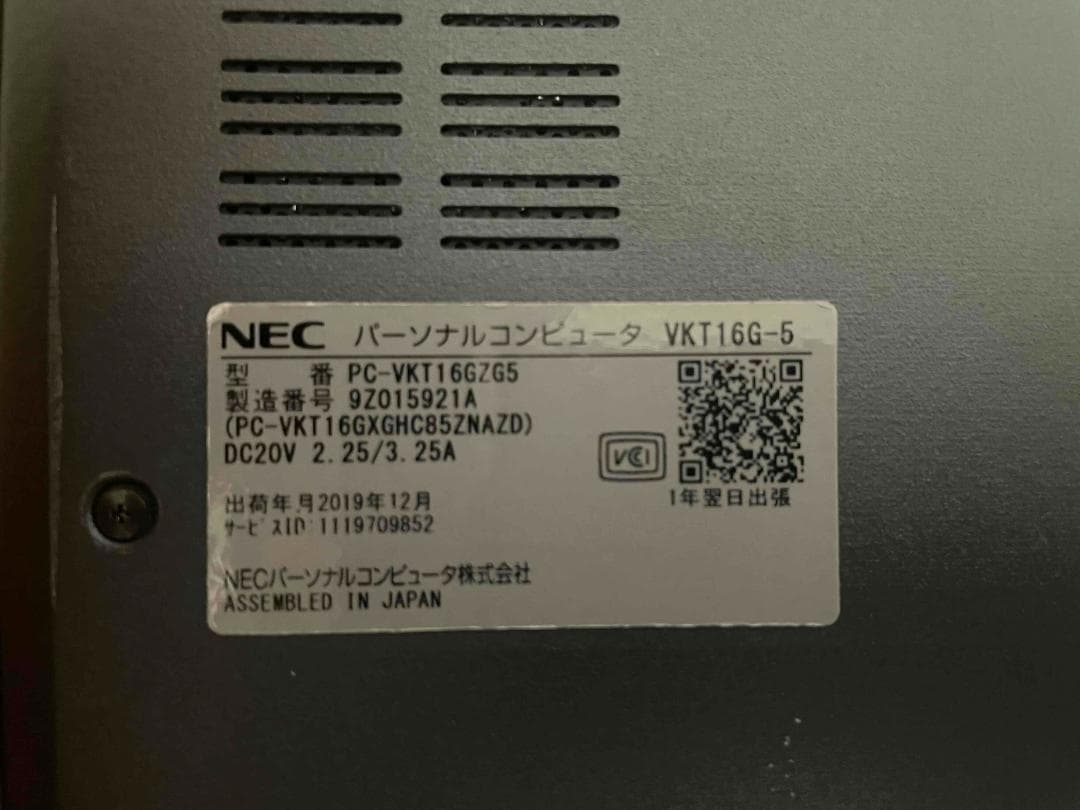 NEC パーソナルコンピュータ VKT16G-5
型 番 PC-VKT16GZG5
製造番号 9Z015921A
(PC-VKT16GXGHC85ZNAZD)
DC20V 2.25/3.25A
VCCI
1年翌日出張
出荷年月2019年12月
サービスID:1119709852
NECパーソナルコンピュータ株式会社
ASSEMBLED IN JAPAN